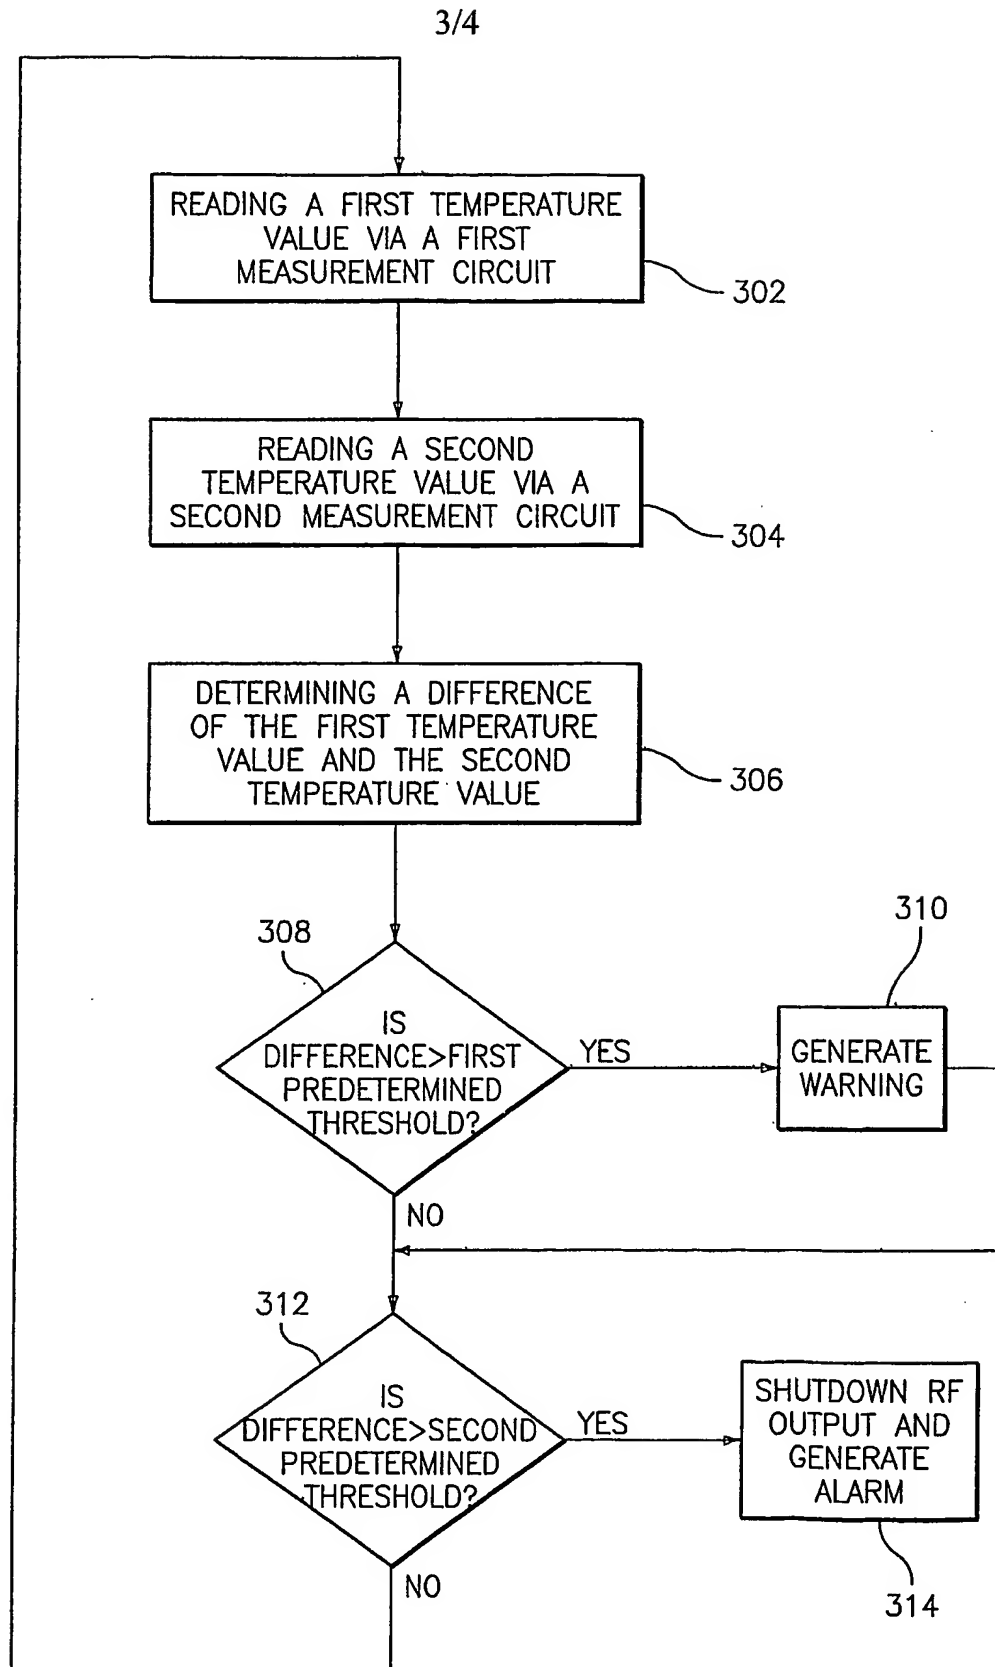 3/4
READING A FIRST TEMPERATURE
VALUE VIA A FIRST
MEASUREMENT CIRCUIT
302
READING A SECOND
TEMPERATURE VALUE VIA A
SECOND MEASUREMENT CIRCUIT
304
DETERMINING A DIFFERENCE
OF THE FIRST TEMPERATURE
VALUE AND THE SECOND
TEMPERATURE VALUE
306
308
IS
DIFFERENCE>FIRST
PREDETERMINED
THRESHOLD?
YES
310
GENERATE
WARNING
NO
312
IS
DIFFERENCE>SECOND
PREDETERMINED
THRESHOLD?
YES
SHUTDOWN RF
OUTPUT AND
GENERATE
ALARM
314
NO